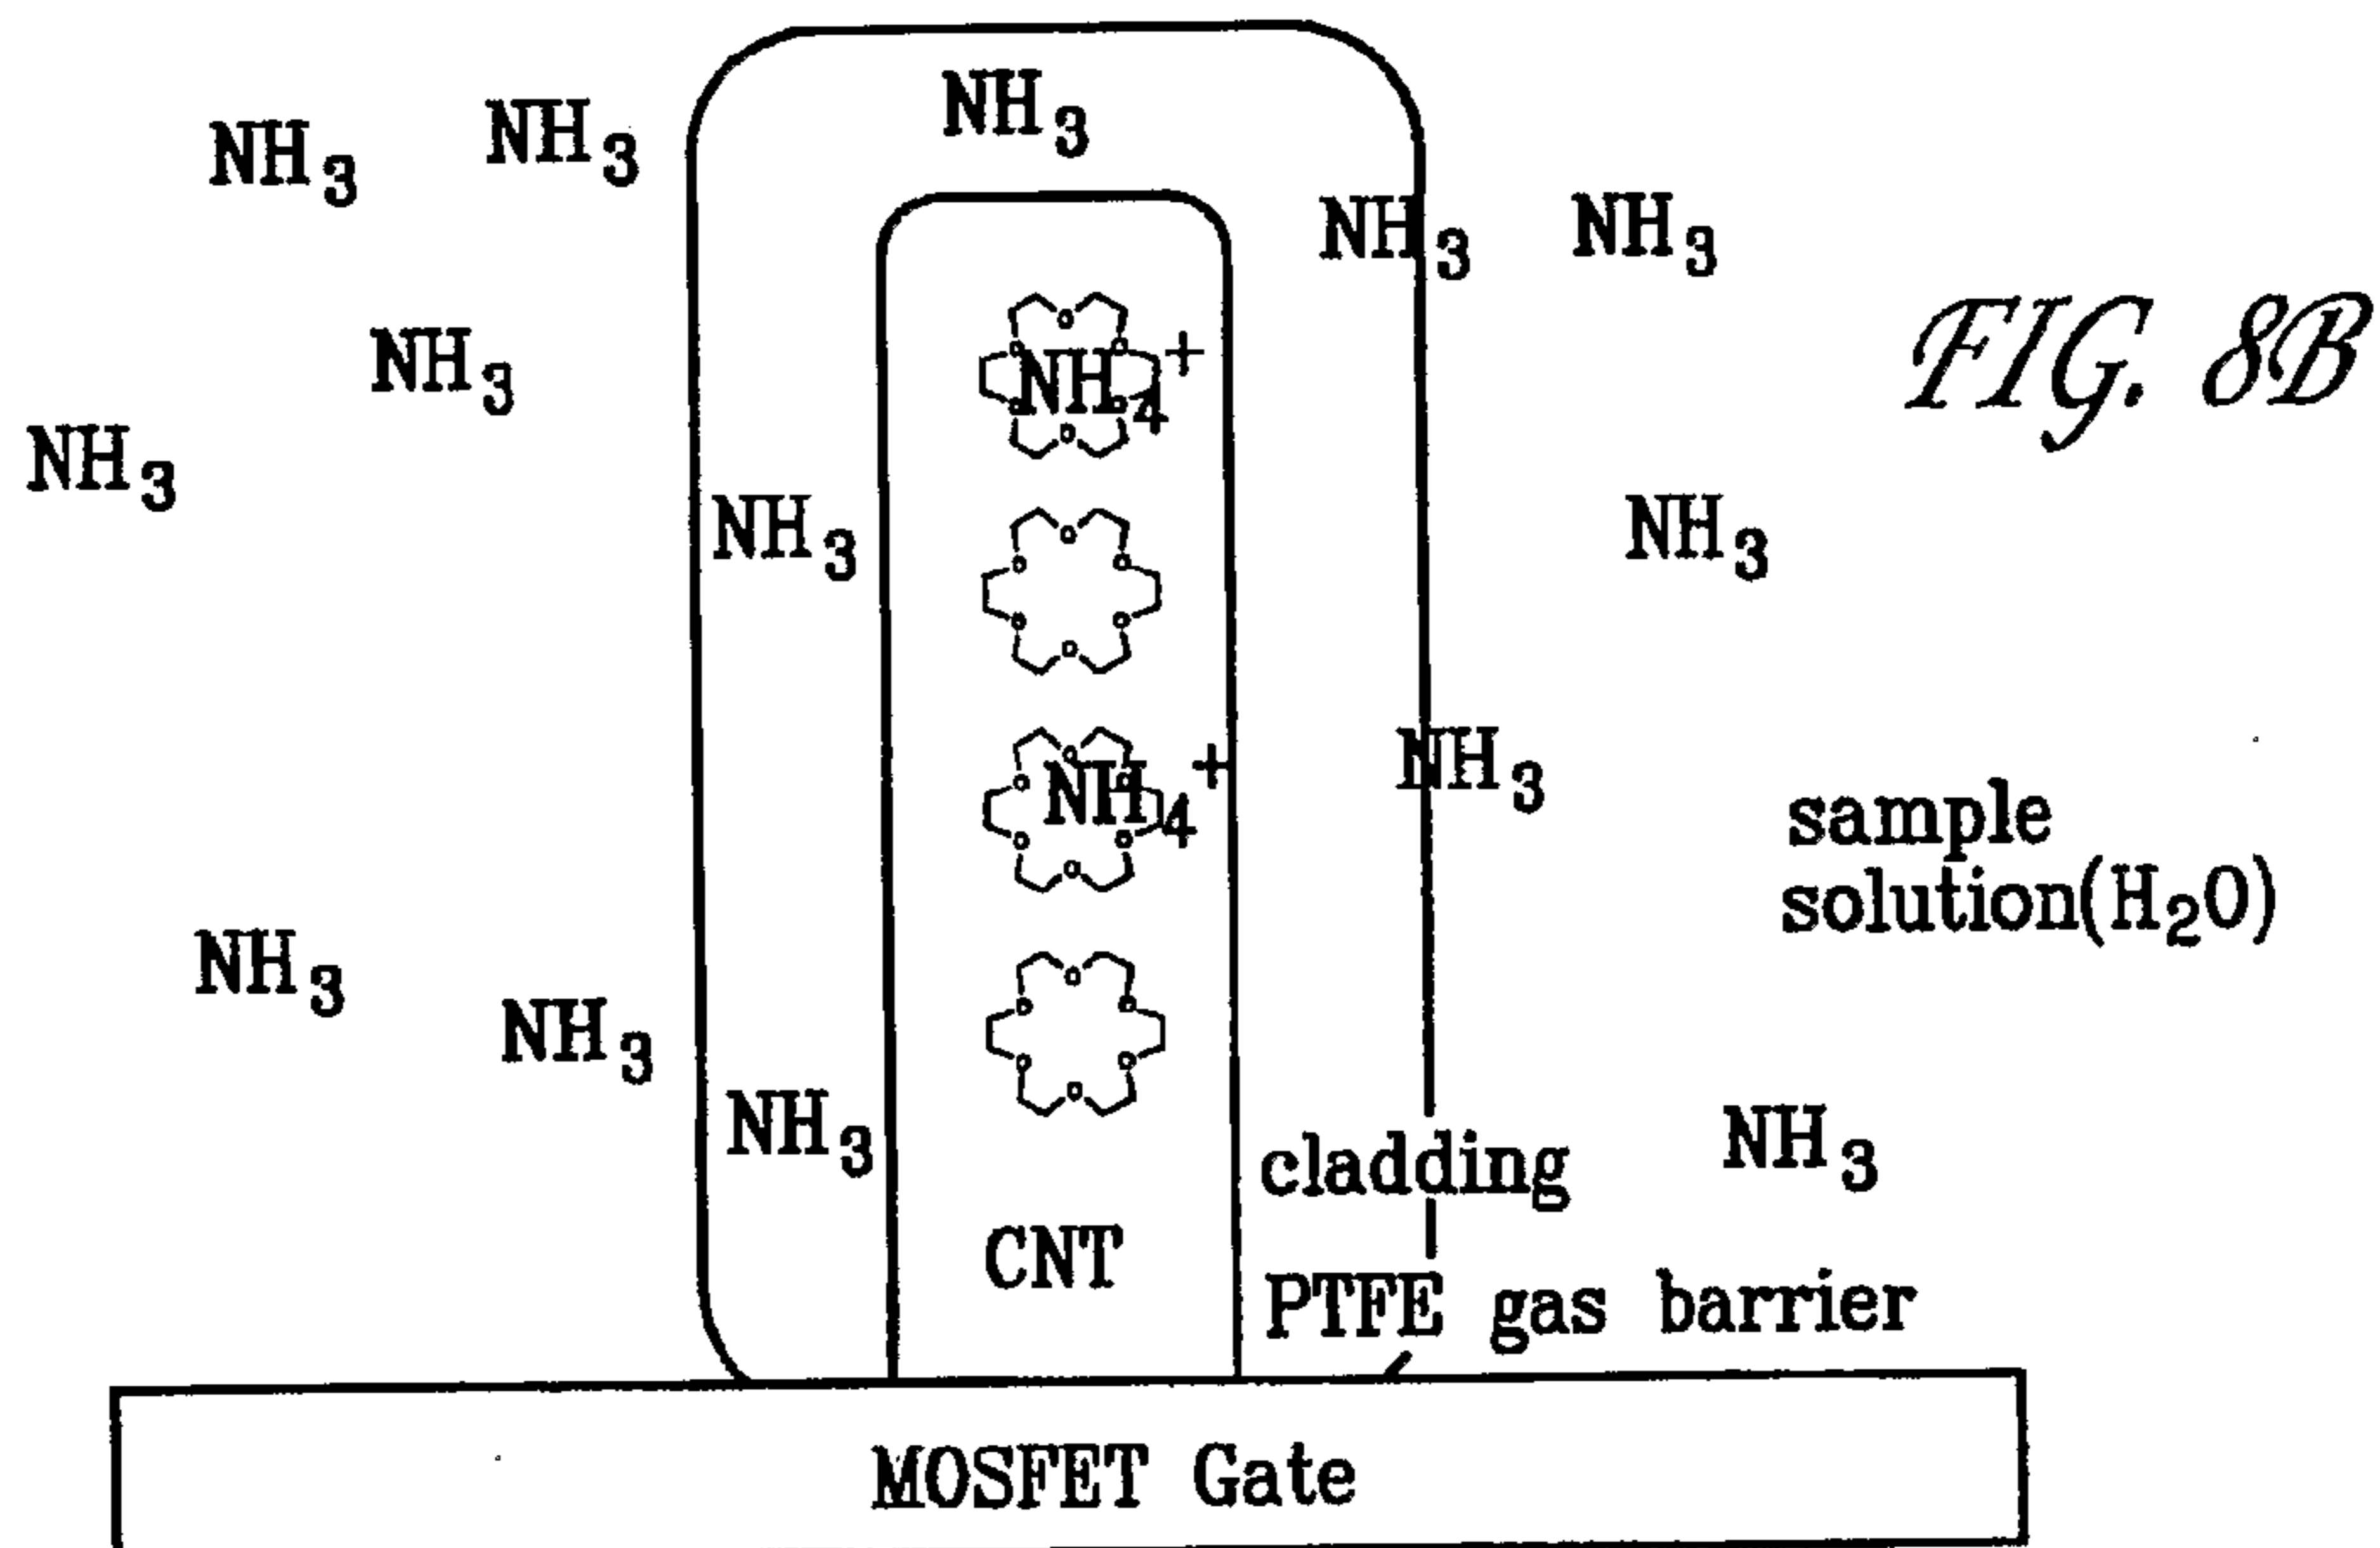 NH3
NH3
NH3
NH3
NH3
FIG. 8B
NH3
NH4+
NH3
NH3
NH3
NH3
NH4+
sample
solution(H2O)
NH3
NH3
NH3
NH3
cladding
CNT
PTFE gas barrier
MOSFET Gate